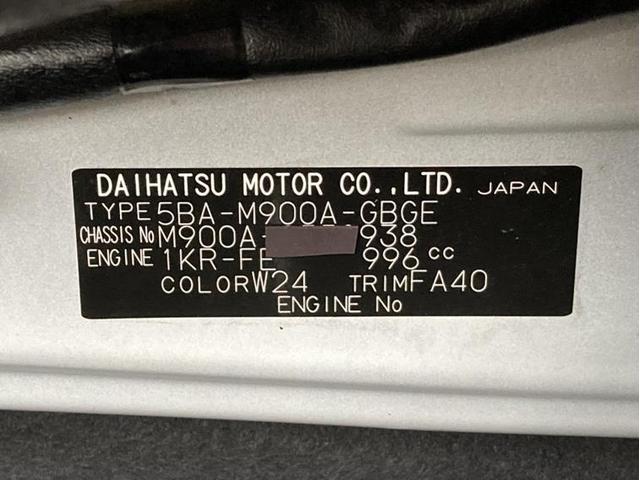 DAIHATSU MOTOR CO.,LTD. JAPAN
TYPE 5BA-M900A-GBGE
CHASSIS No M900A- 938
ENGINE 1KR-FE 996 cc
COLOR W24 TRIM FA40
ENGINE No